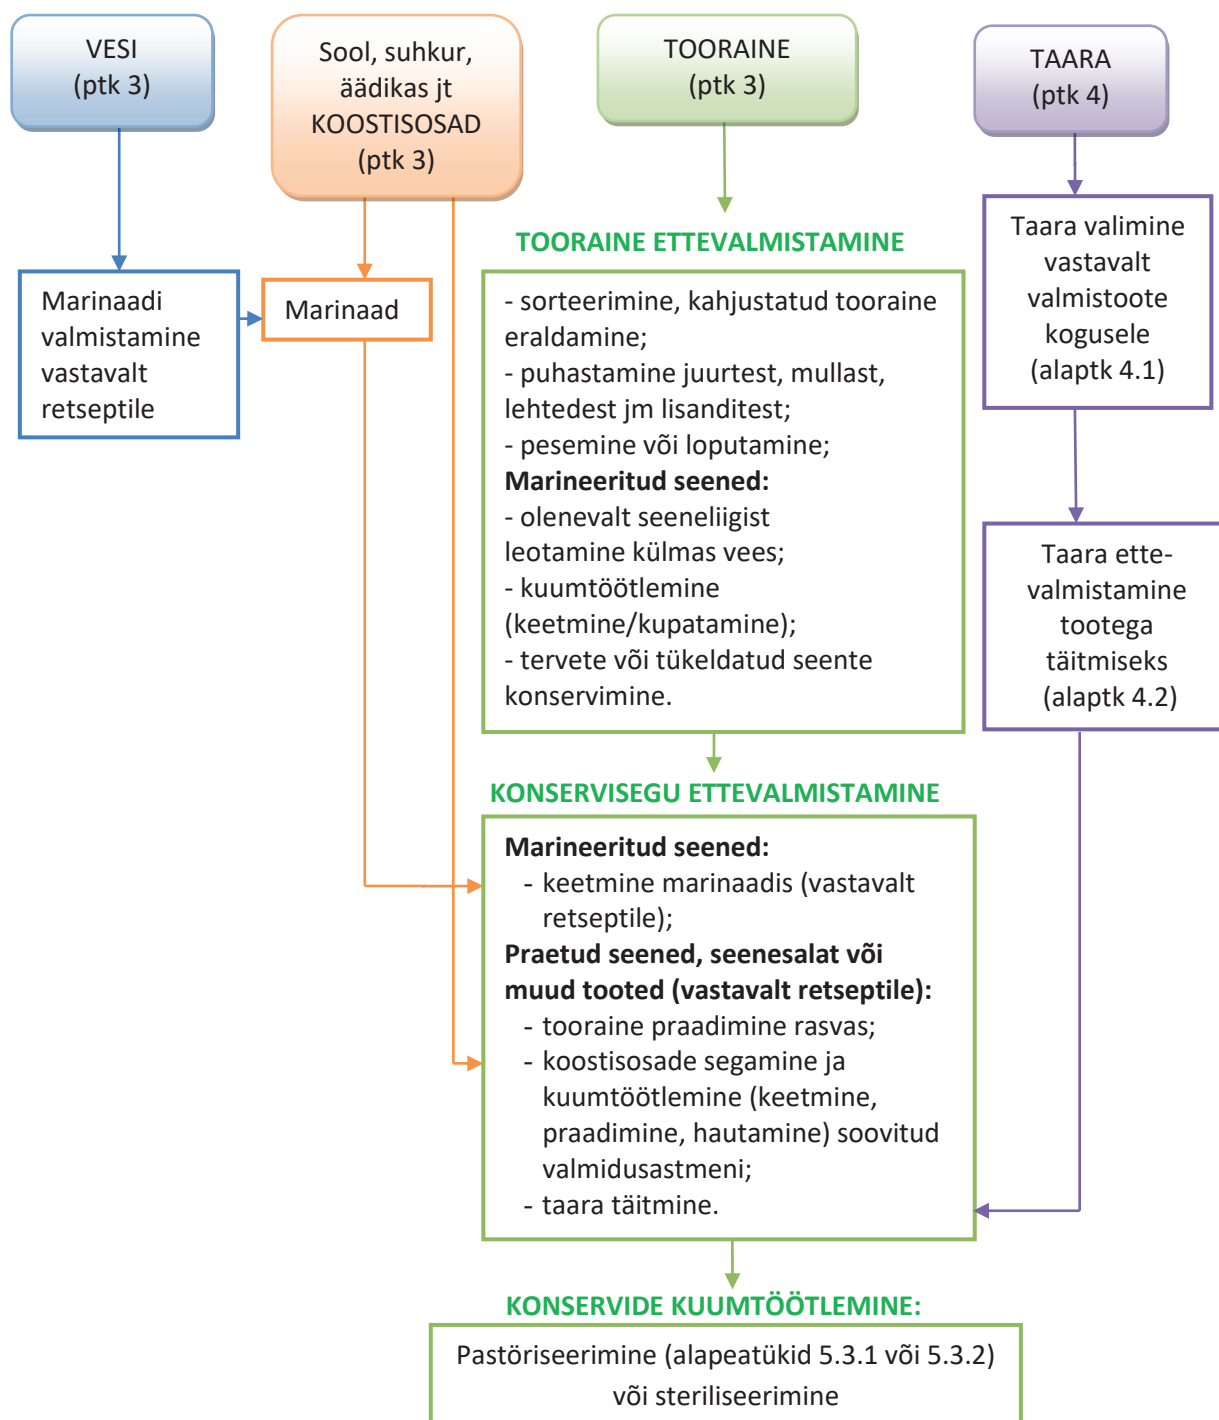 VESI
(ptk 3)
Sool, suhkur,
äädikas jt
KOOSTISOSAD
(ptk 3)
TOORAINE
(ptk 3)
TAARA
(ptk 4)
Marinaadi
valmistamine
vastavalt
retseptile
Marinaad
TOORAINE ETTEVALMISTAMINE
- sorteerimine, kahjustatud tooraine
eraldamine;
- puhastamine juurtest, mullast,
lehtedest jm lisanditest;
- pesemine või loputamine;
Marineeritud seened:
- olenevalt seeneliigist
leotamine külmas vees;
- kuumtöötlemine
(keetmine/kupatamine);
- tervete või tükeldatud seente
konservimine.
Taara valimine
vastavalt
valmistoote
kogusele
(alaptk 4.1)
Taara ette-
valmistamine
tootega
täitmiseks
(alaptk 4.2)
KONSERVISEGU ETTEVALMISTAMINE
Marineeritud seened:
- keetmine marinaadis (vastavalt
retseptile);
Praetud seened, seenesalat või
muud tooted (vastavalt retseptile):
- tooraine praadimine rasvas;
- koostisosade segamine ja
kuumtöötlemine (keetmine,
praadimine, hautamine) soovitud
valmidusastmeni;
- taara täitmine.
KONSERVIDE KUUMTÖÖTLEMINE:
Pastöriseerimine (alapeatükid 5.3.1 või 5.3.2)
või steriliseerimine